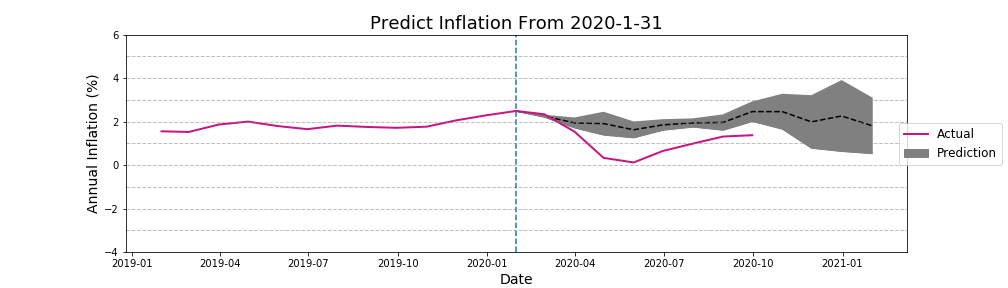 Predict Inflation From 2020-1-31
Annual Inflation (%)
6
4
2
0
−2
−4
2019-01 2019-04 2019-07 2019-10 2020-01 2020-04 2020-07 2020-10 2021-01
Date
Actual
Prediction